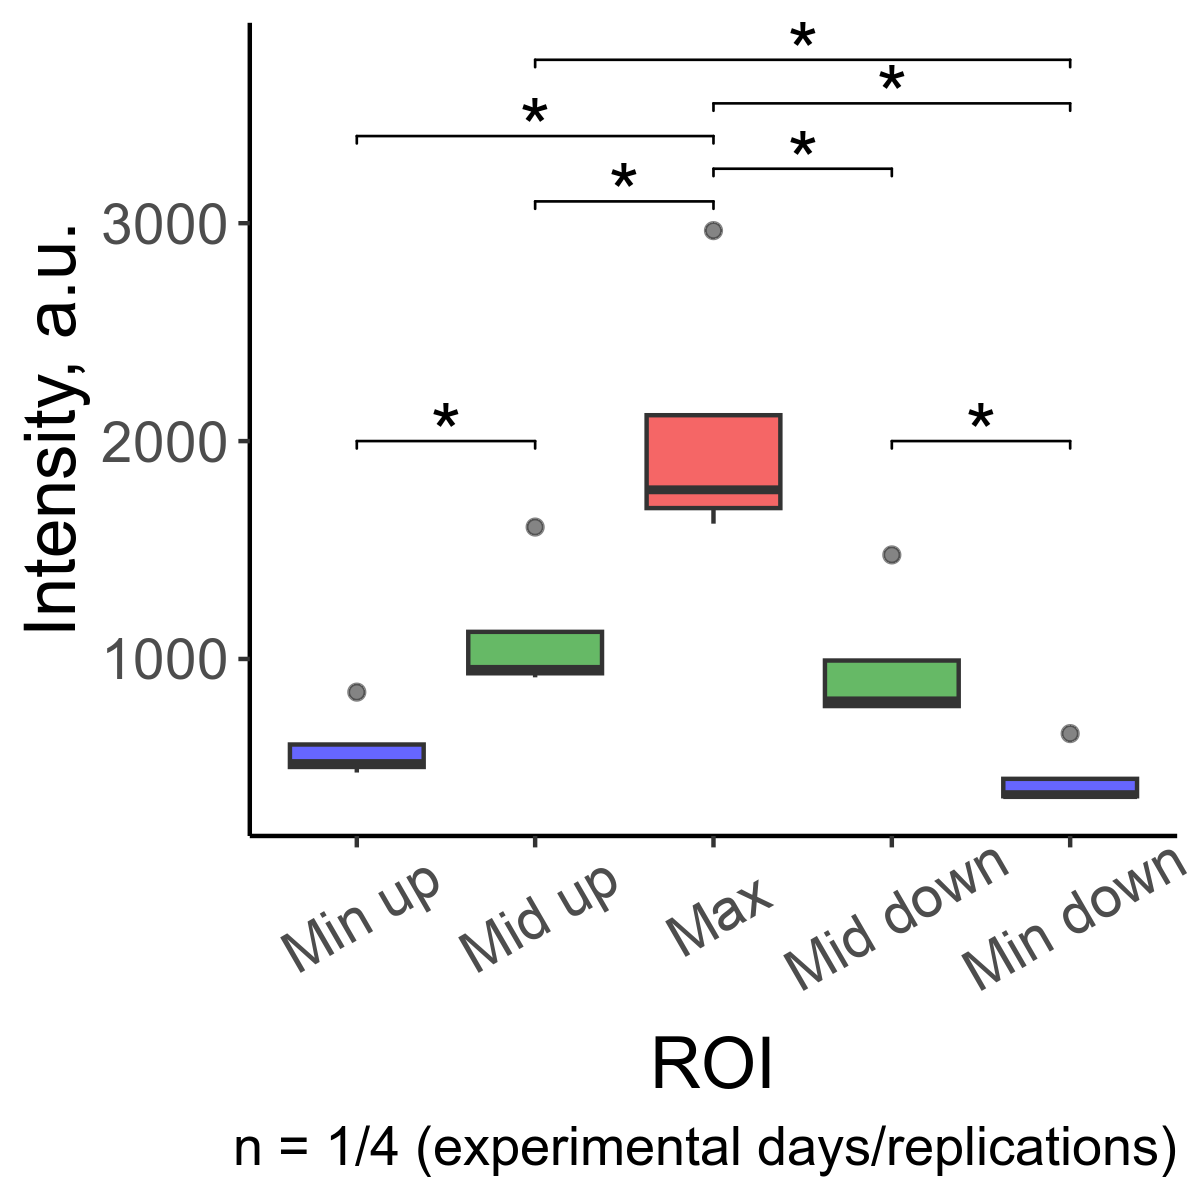 *
*
*
*
*
3000
*
*
2000
1000
Intensity, a.u.
Min up
Mid up
Max
Mid down
Min down
ROI
n = 1/4 (experimental days/replications)